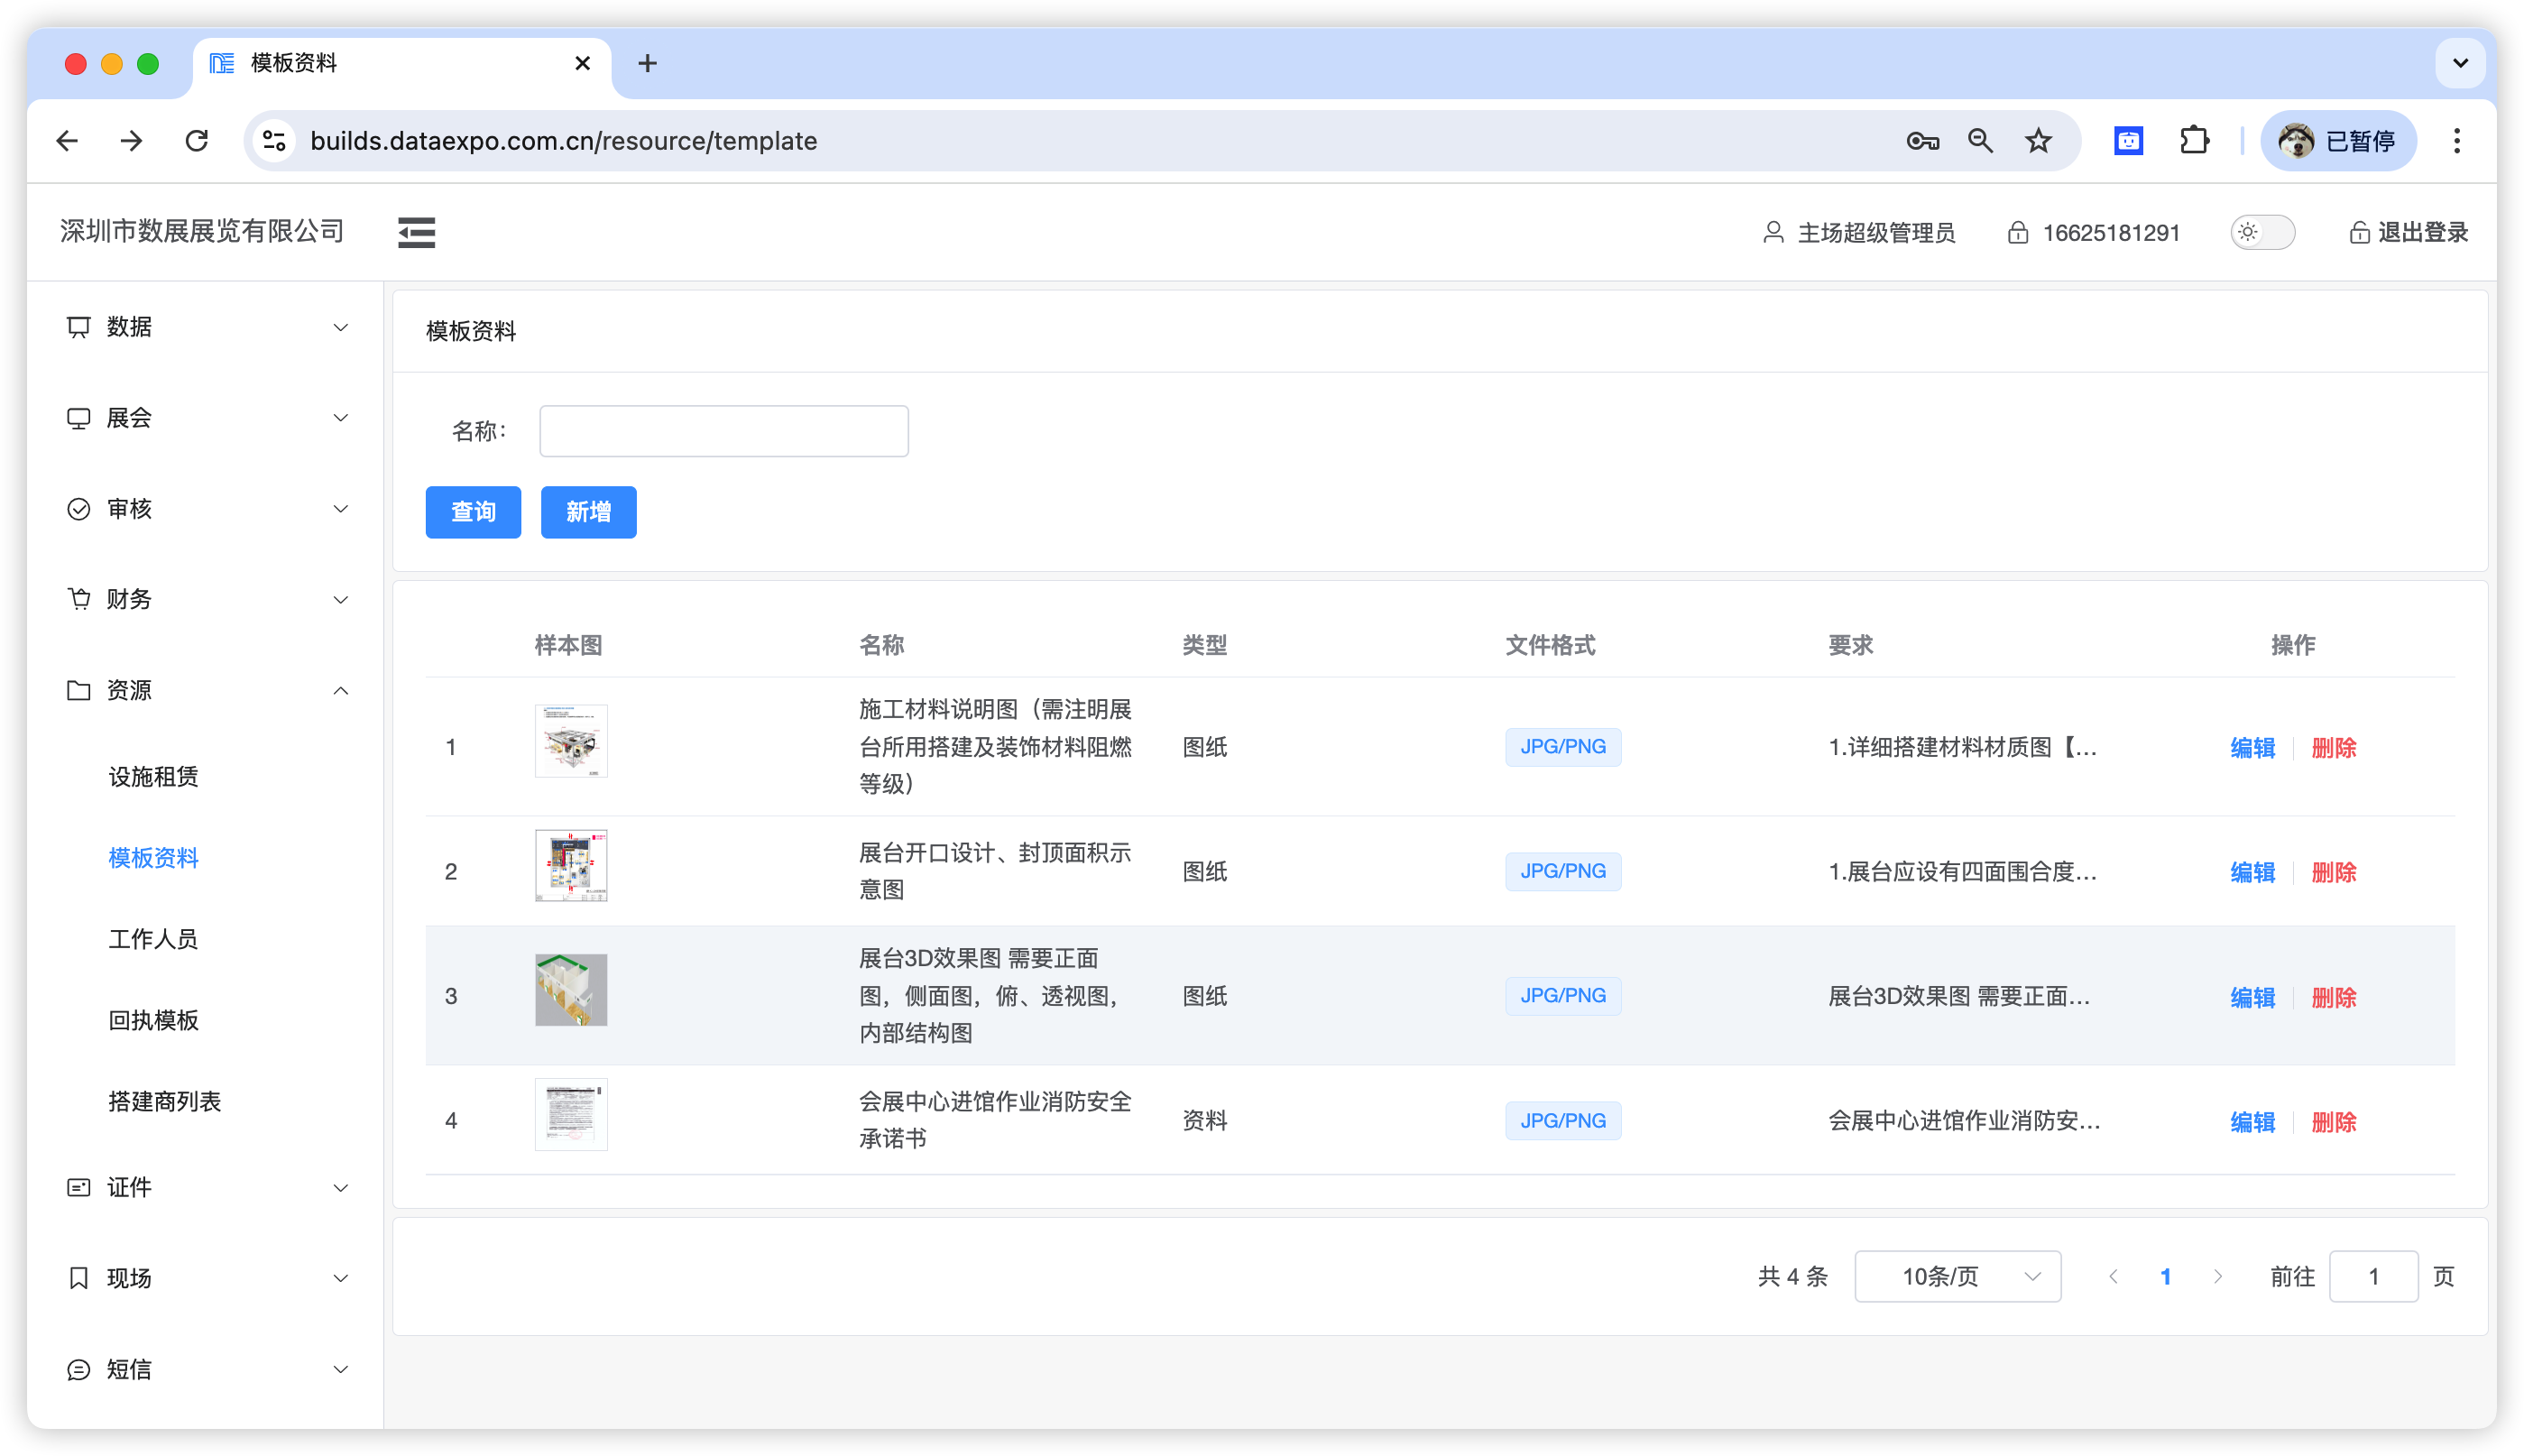 模板资料
builds.dataexpo.com.cn/resource/template
已暂停
深圳市数展展览有限公司
主场超级管理员
16625181291
退出登录
数据
展会
审核
财务
资源
设施租赁
模板资料
工作人员
回执模板
搭建商列表
证件
现场
短信
模板资料
名称：
查询 新增
样本图 名称 类型 文件格式 要求 操作
1
施工材料说明图（需注明展
台所用搭建及装饰材料阻燃
等级）
图纸
JPG/PNG
1.详细搭建材料材质图【...
编辑 删除
2
展台开口设计、封顶面积示
意图
图纸
JPG/PNG
1.展台应设有四面围合度...
编辑 删除
3
展台3D效果图 需要正面
图，侧面图，俯、透视图，
内部结构图
图纸
JPG/PNG
展台3D效果图 需要正面...
编辑 删除
4
会展中心进馆作业消防安全
承诺书
资料
JPG/PNG
会展中心进馆作业消防安...
编辑 删除
共 4 条
10条/页
1
前往 1 页